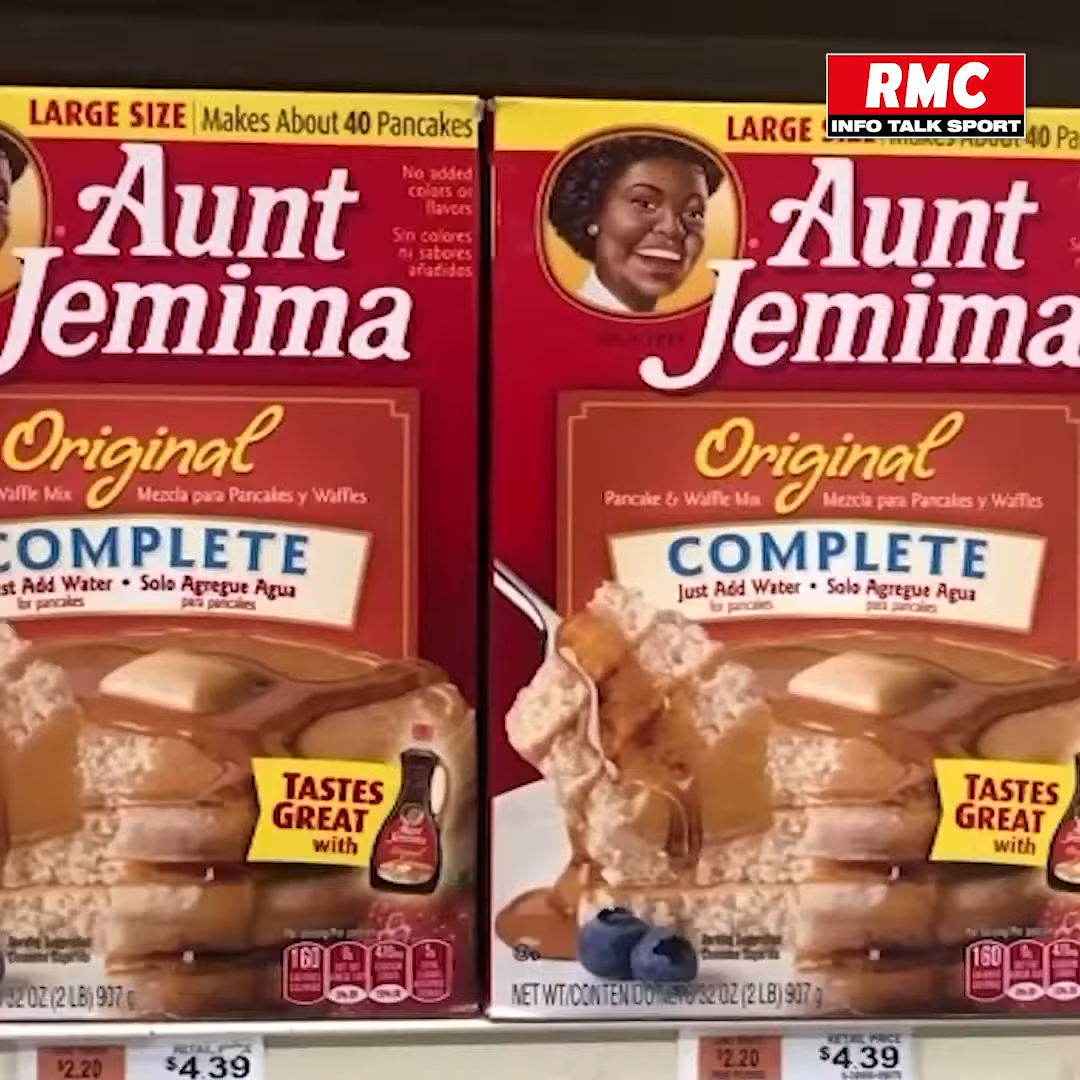 RMC
INFO TALK SPORT
LARGE SIZE | Makes About 40 Pancakes
No added
colors or
flavors
Sin colores
ni sabores
añadidos
Aunt
Jemima
Original
Waffle Mix Mezcla para Pancakes y Waffles
COMPLETE
Just Add Water • Solo Agregue Agua
for pancakes para pancakes
TASTES
GREAT
with
Aunt
Jemima
160
32 OZ (2 LB) 907 g
LARGE 40 Pa
Aunt
Jemima
Original
Pancake & Waffle Mix Mezcla para Pancakes y Waffles
COMPLETE
Just Add Water • Solo Agregue Agua
for pancakes para pancakes
TASTES
GREAT
with
160
NET WT./CONTENIDO NETO 32 OZ (2 LB) 907 g
$2.20
RETAIL PRICE
$4.39
$2.20
RETAIL PRICE
$4.39